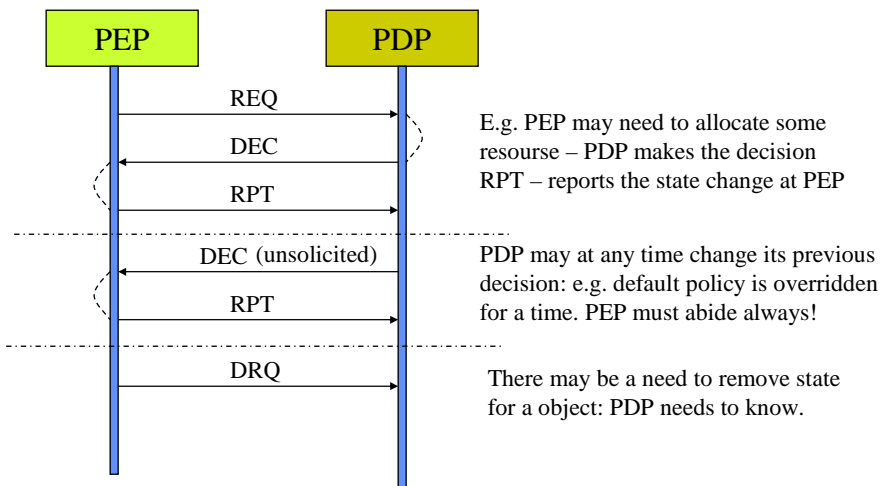 PEP
PDP
REQ
DEC
RPT
E.g. PEP may need to allocate some
resourse – PDP makes the decision
RPT – reports the state change at PEP
DEC (unsolicited)
RPT
PDP may at any time change its previous
decision: e.g. default policy is overridden
for a time. PEP must abide always!
DRQ
There may be a need to remove state
for a object: PDP needs to know.